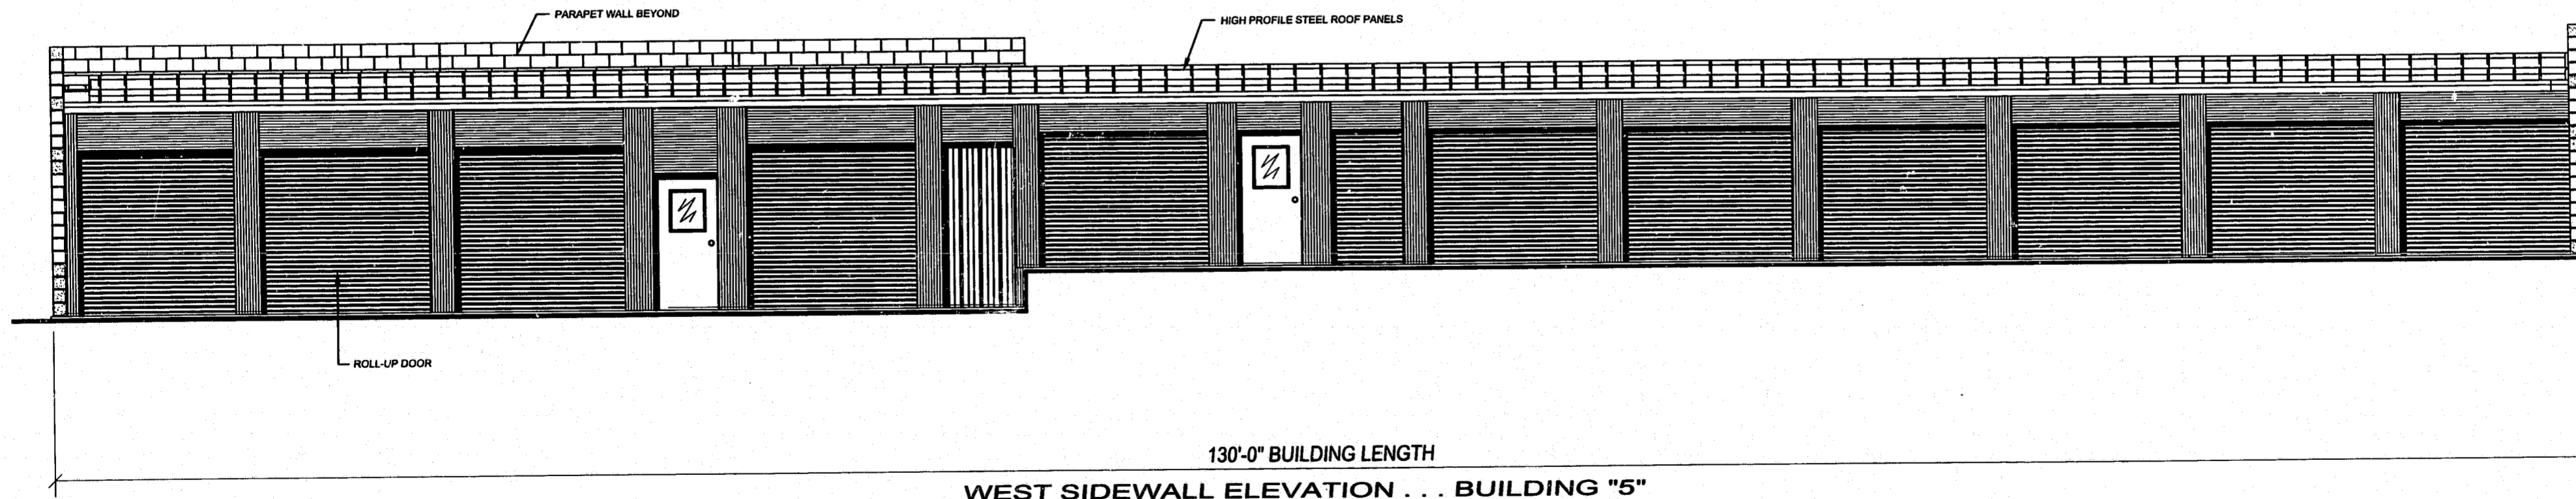 PARAPET WALL BEYOND
HIGH PROFILE STEEL ROOF PANELS
ROLL-UP DOOR
130'-0" BUILDING LENGTH
WEST SIDEWALL ELEVATION . . . BUILDING "5"